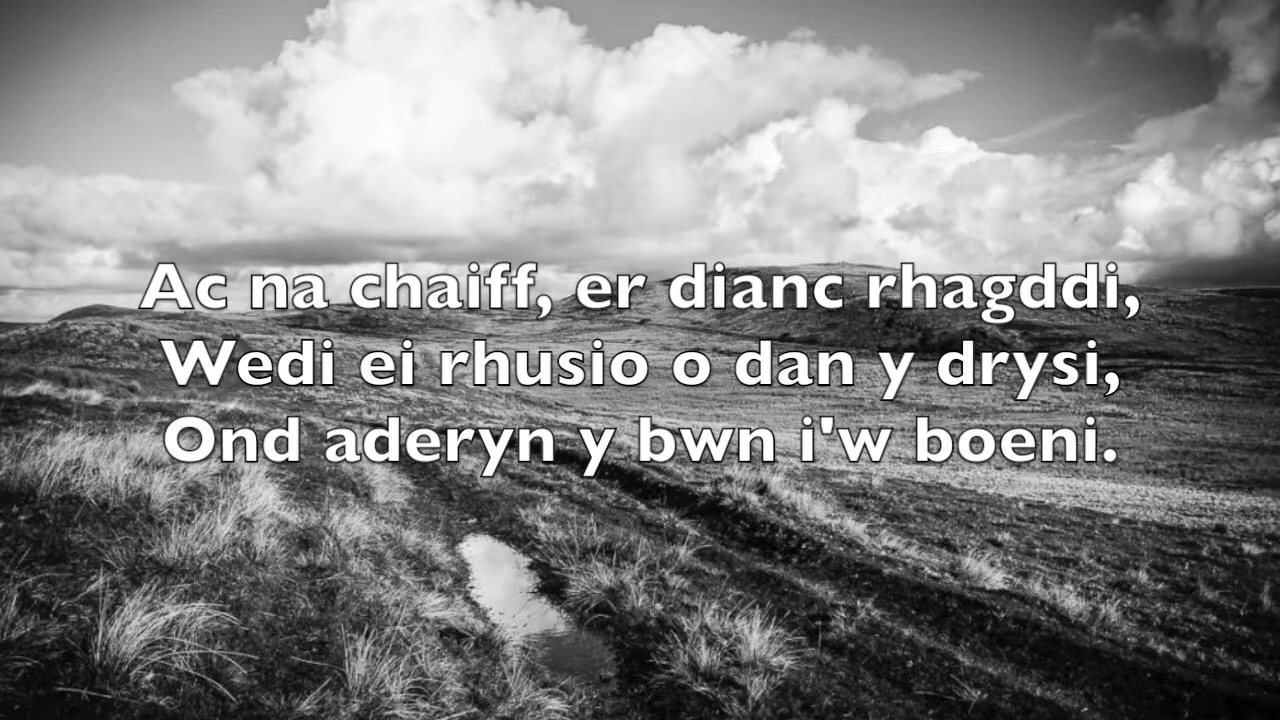 Ac na chaiff, er dianc rhagddi,
Wedi ei rhusio o dan y drysi,
Ond aderyn y bwn i'w boeni.